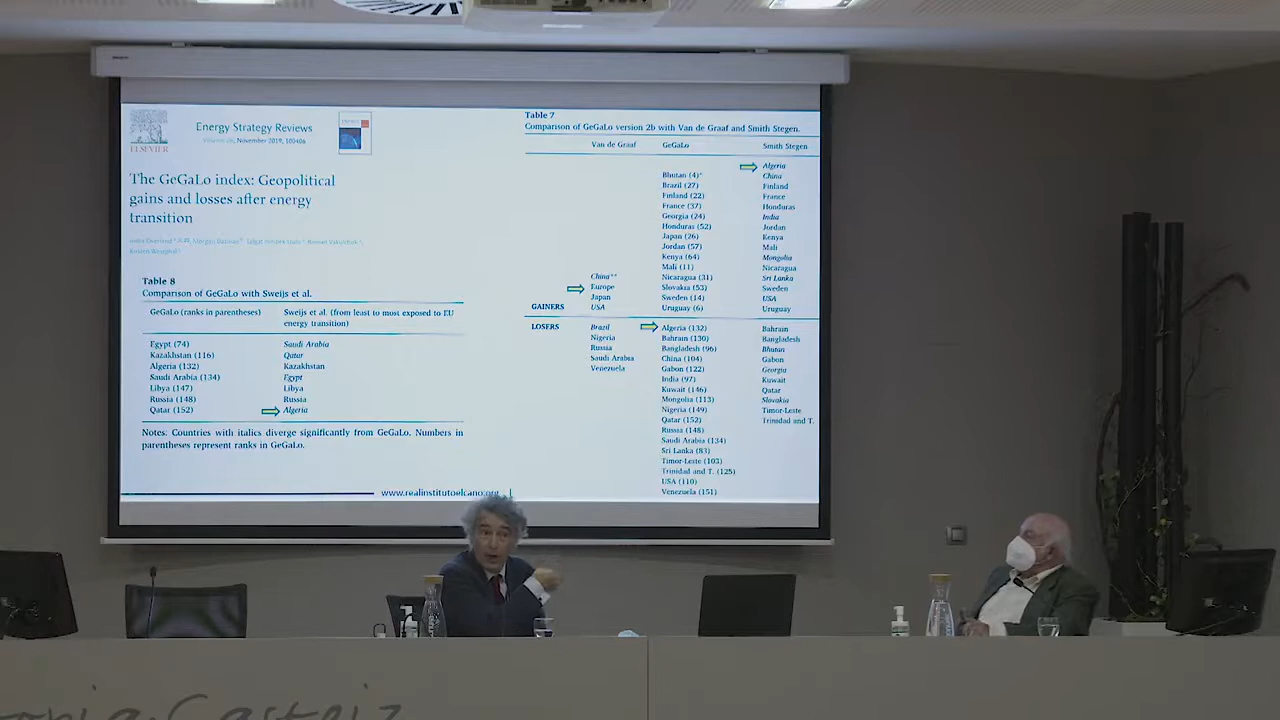 ELSEVIER
Energy Strategy Reviews
Volume 26, November 2019, 100406
The GeGaLo index: Geopolitical
gains and losses after energy
transition
Table 8
Comparison of GeGaLo with Sweijs et al.
GeGaLo (ranks in parentheses) Sweijs et al. (from least to most exposed to EU
energy transition)
Egypt (74) Saudi Arabia
Kazakhstan (116) Qatar
Algeria (132) Kazakhstan
Saudi Arabia (134) Egypt
Libya (147) Libya
Russia (148) Russia
Qatar (152) Algeria
Notes: Countries with italics diverge significantly from GeGaLo. Numbers in
parentheses represent ranks in GeGaLo.
www.realinstitutoelcano.org
Table 7
Comparison of GeGaLo version 2b with Van de Graaf and Smith Stegen.
Van de Graaf GeGaLo Smith Stegen
Algeria
Bhutan (4)* China
Brazil (27) Finland
Finland (22) France
France (37) Honduras
Georgia (24) India
Honduras (52) Jordan
Japan (26) Kenya
Jordan (57) Mali
Kenya (64) Mongolia
Mali (11) Nicaragua
China** Nicaragua (31) Sri Lanka
Europe Slovakia (53) Sweden
Japan Sweden (14) USA
GAINERS USA Uruguay (6) Uruguay
LOSERS Brazil Algeria (132) Bahrain
Nigeria Bahrain (130) Bangladesh
Russia Bangladesh (96) Bhutan
Saudi Arabia China (104) Gabon
Venezuela Gabon (122) Georgia
India (97) Kuwait
Kuwait (146) Qatar
Mongolia (113) Slovakia
Nigeria (149) Timor-Leste
Qatar (152) Trinidad and T.
Russia (148)
Saudi Arabia (134)
Sri Lanka (83)
Timor-Leste (103)
Trinidad and T. (125)
USA (110)
Venezuela (151)